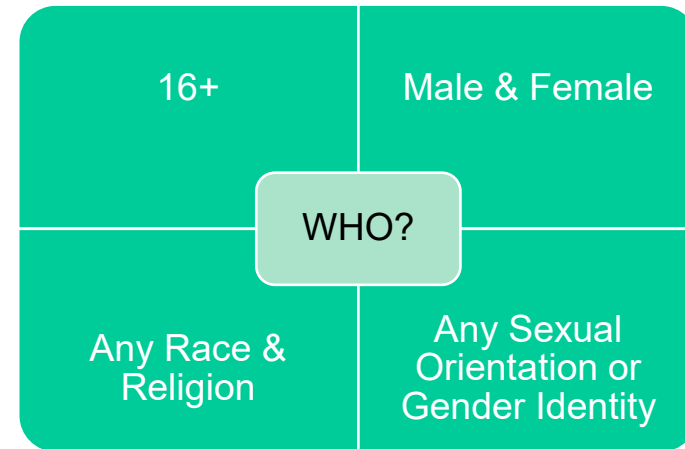 16+
Male & Female
WHO?
Any Race &
Religion
Any Sexual
Orientation or
Gender Identity